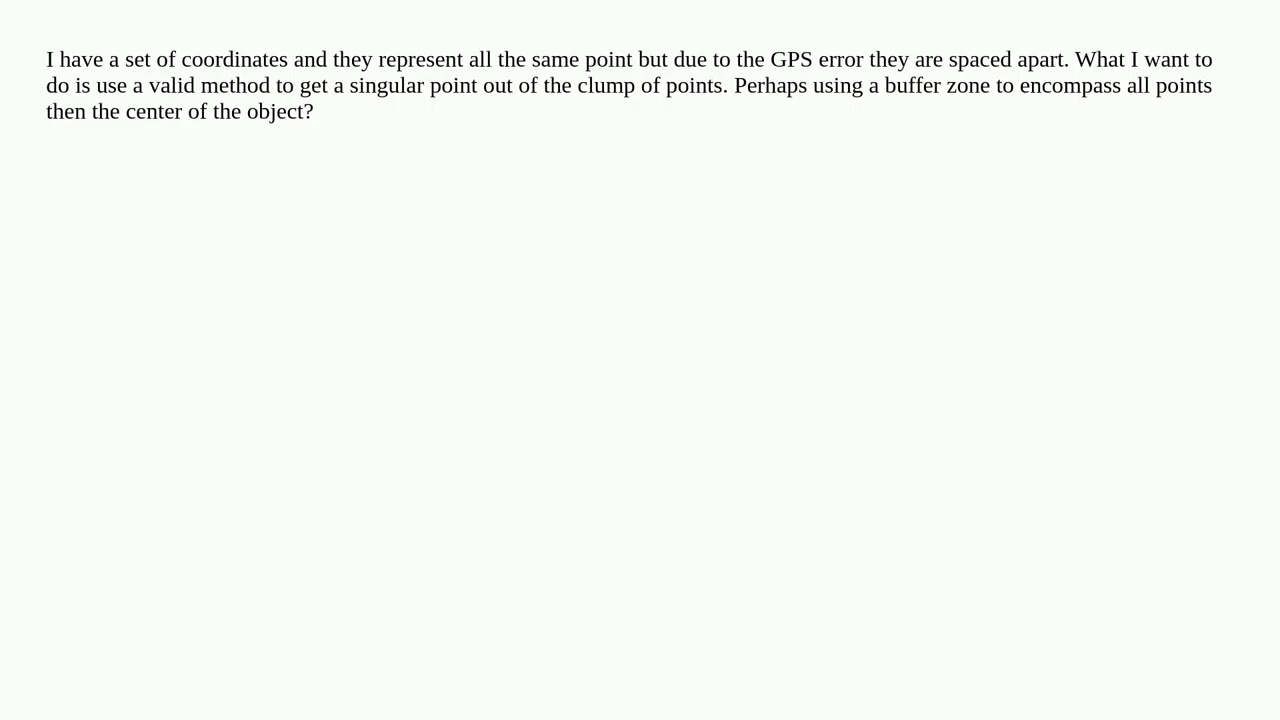 I have a set of coordinates and they represent all the same point but due to the GPS error they are spaced apart. What I want to
do is use a valid method to get a singular point out of the clump of points. Perhaps using a buffer zone to encompass all points
then the center of the object?